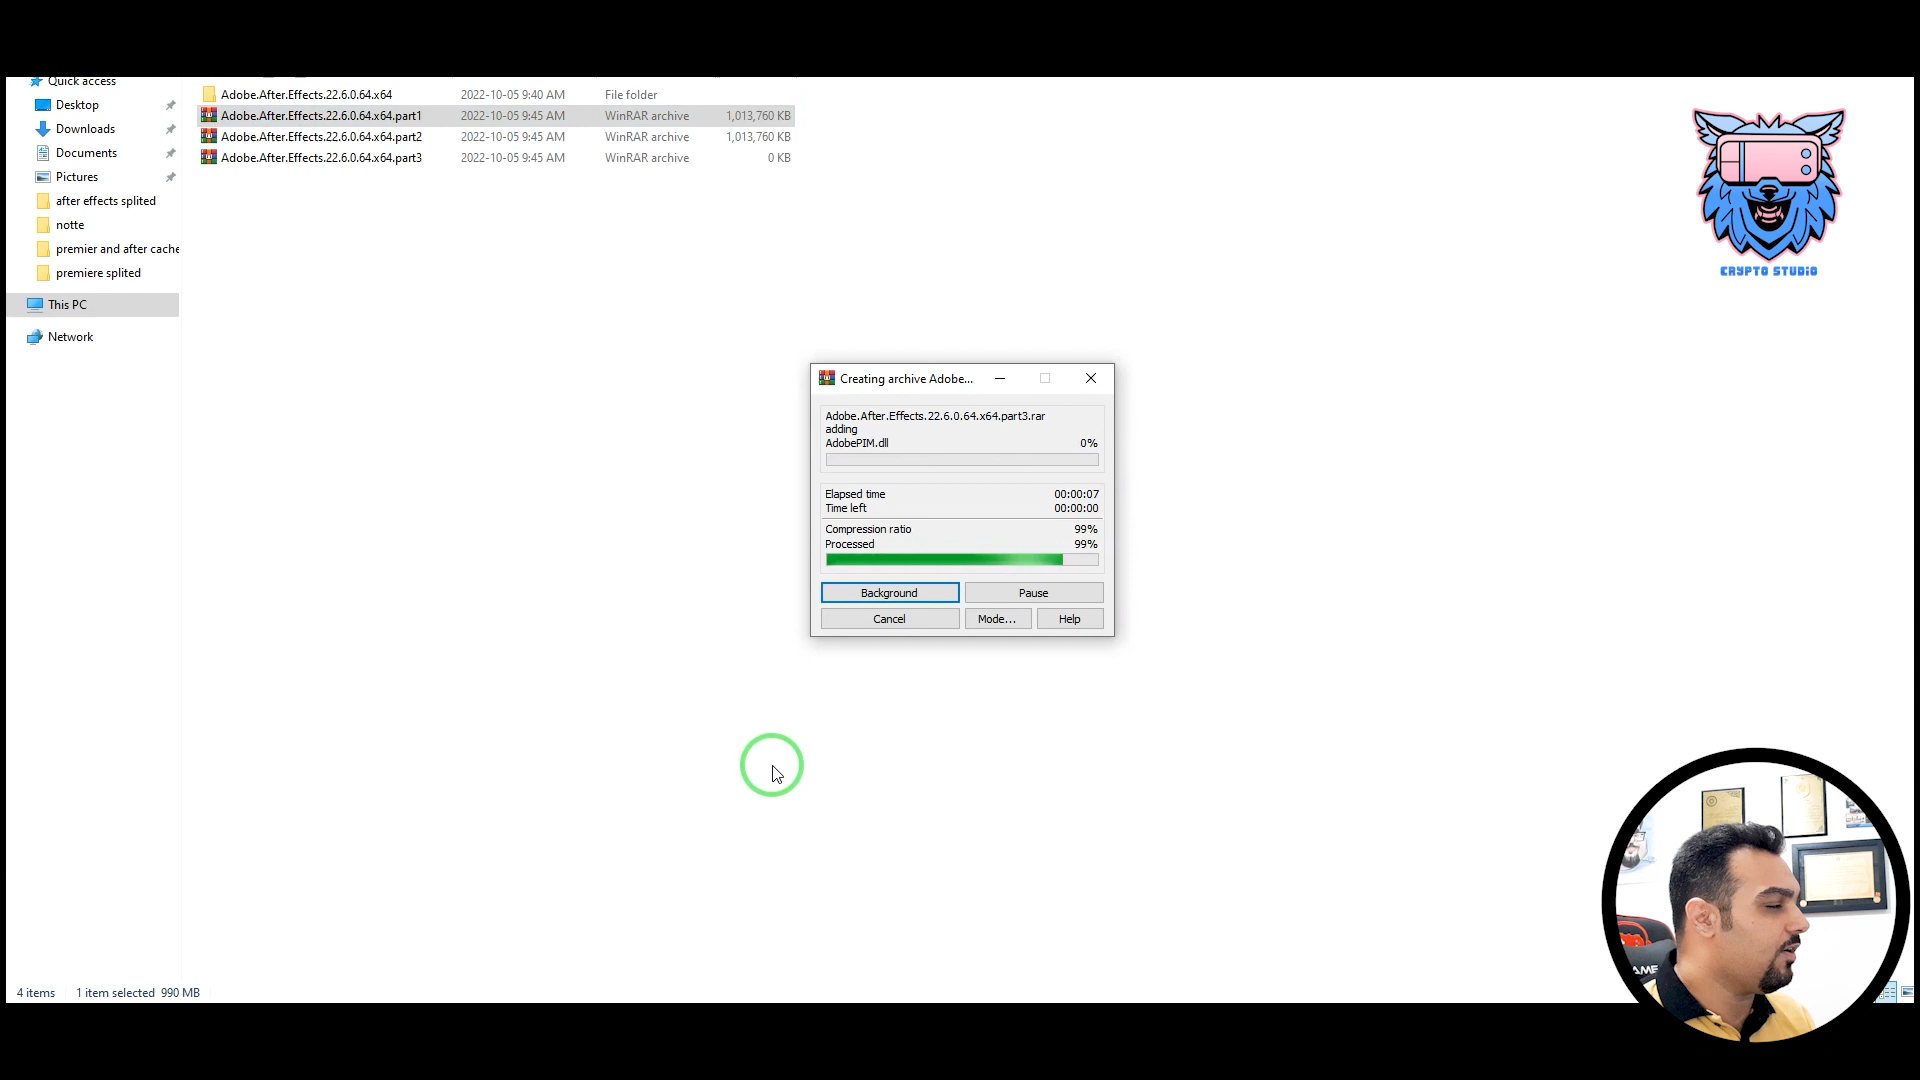 Quick access
Desktop
Downloads
Documents
Pictures
after effects splited
notte
premier and after cache
premiere splited
This PC
Network
Adobe.After.Effects.22.6.0.64.x64 2022-10-05 9:40 AM File folder
Adobe.After.Effects.22.6.0.64.x64.part1 2022-10-05 9:45 AM WinRAR archive 1,013,760 KB
Adobe.After.Effects.22.6.0.64.x64.part2 2022-10-05 9:45 AM WinRAR archive 1,013,760 KB
Adobe.After.Effects.22.6.0.64.x64.part3 2022-10-05 9:45 AM WinRAR archive 0 KB
CRYPTO STUDIO
Creating archive Adobe...
Adobe.After.Effects.22.6.0.64.x64.part3.rar
adding
AdobePIM.dll 0%
Elapsed time 00:00:07
Time left 00:00:00
Compression ratio 99%
Processed 99%
Background Pause
Cancel Mode... Help
4 items 1 item selected 990 MB